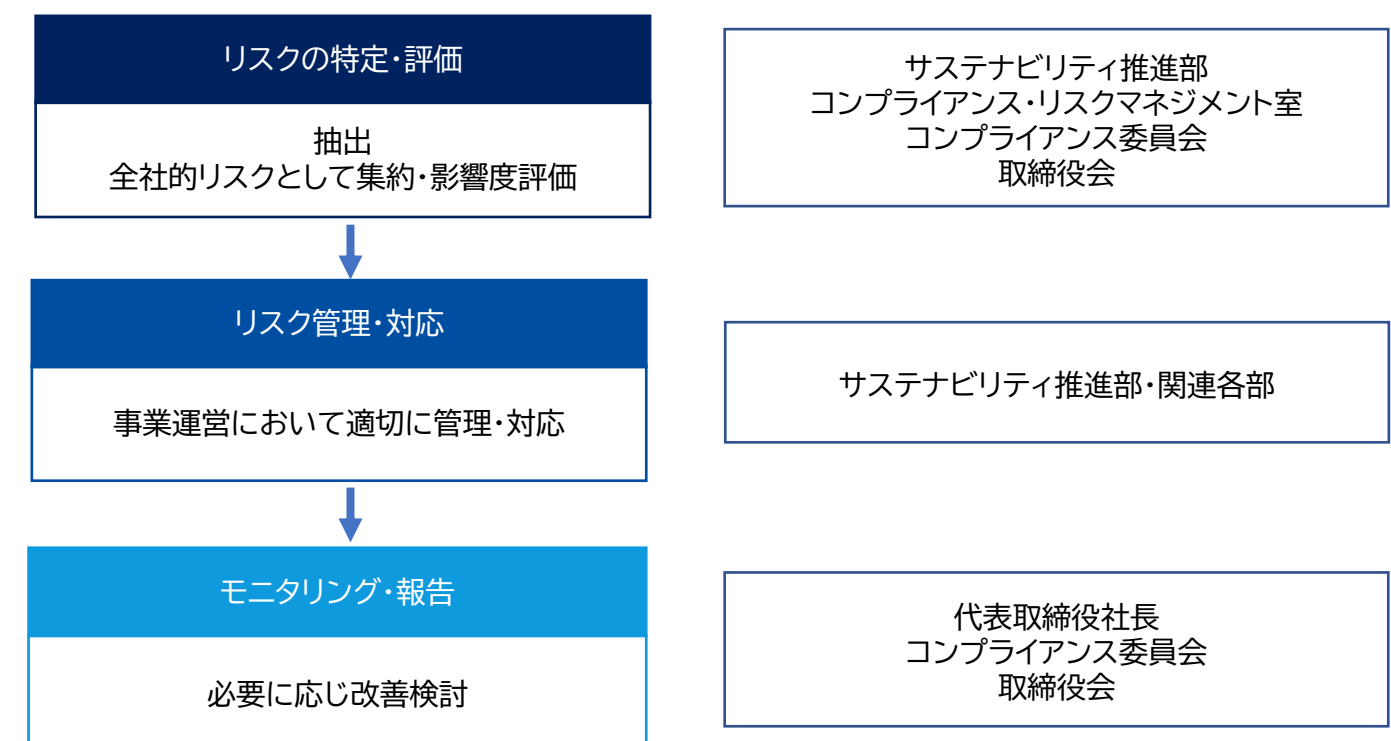 リスクの特定・評価
抽出
全社的リスクとして集約・影響度評価
サステナビリティ推進部
コンプライアンス・リスクマネジメント室
コンプライアンス委員会
取締役会
リスク管理・対応
事業運営において適切に管理・対応
サステナビリティ推進部・関連各部
モニタリング・報告
必要に応じ改善検討
代表取締役社長
コンプライアンス委員会
取締役会